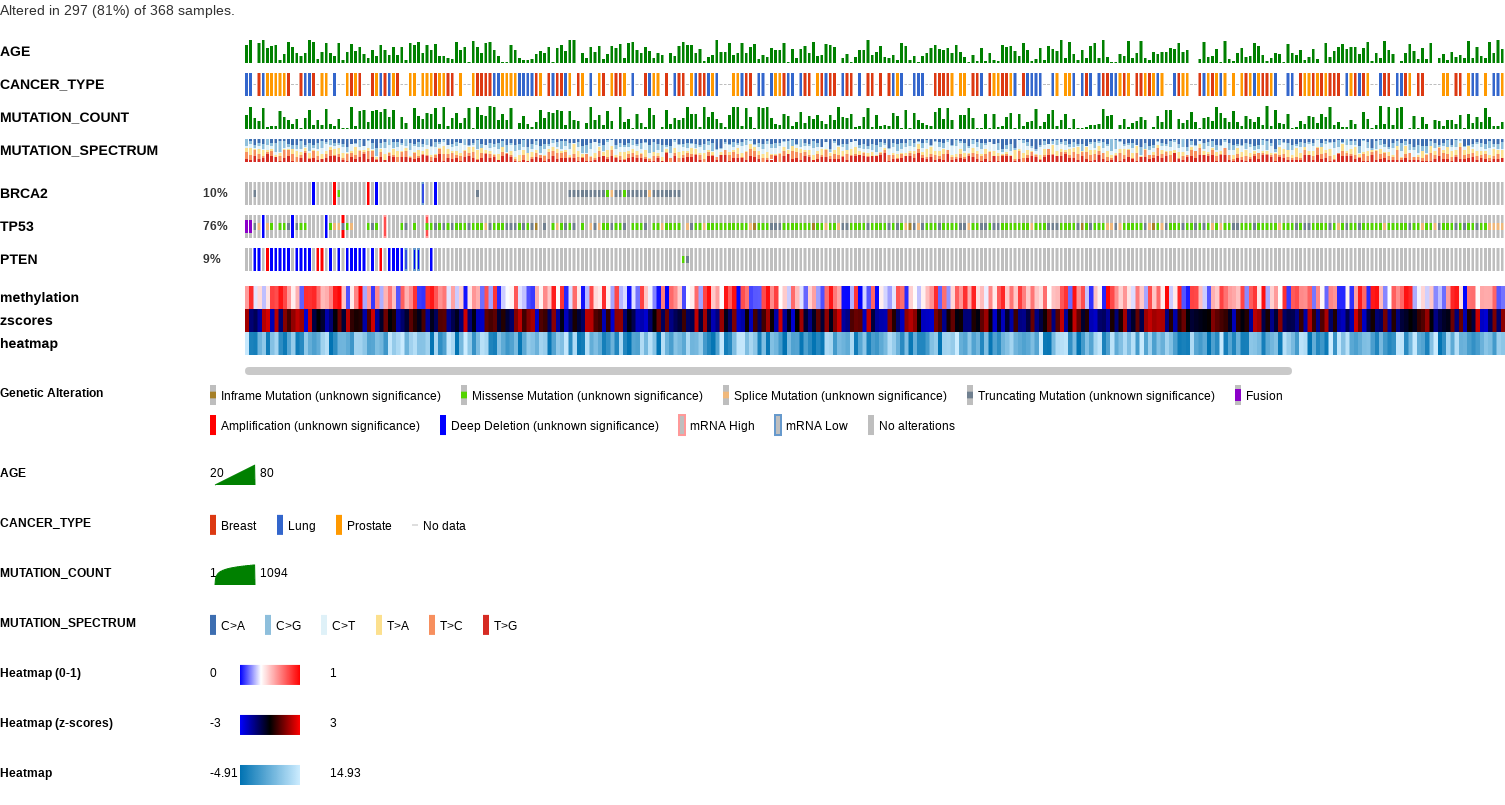 Altered in 297 (81%) of 368 samples.
AGE
CANCER_TYPE
MUTATION_COUNT
MUTATION_SPECTRUM
BRCA2 10%
TP53 76%
PTEN 9%
methylation
zscores
heatmap
Genetic Alteration Inframe Mutation (unknown significance) Missense Mutation (unknown significance) Splice Mutation (unknown significance) Truncating Mutation (unknown significance) Fusion
Amplification (unknown significance) Deep Deletion (unknown significance) mRNA High mRNA Low No alterations
AGE 20 80
CANCER_TYPE Breast Lung Prostate No data
MUTATION_COUNT 1 1094
MUTATION_SPECTRUM C>A C>G C>T T>A T>C T>G
Heatmap (0-1) 0 1
Heatmap (z-scores) -3 3
Heatmap -4.91 14.93